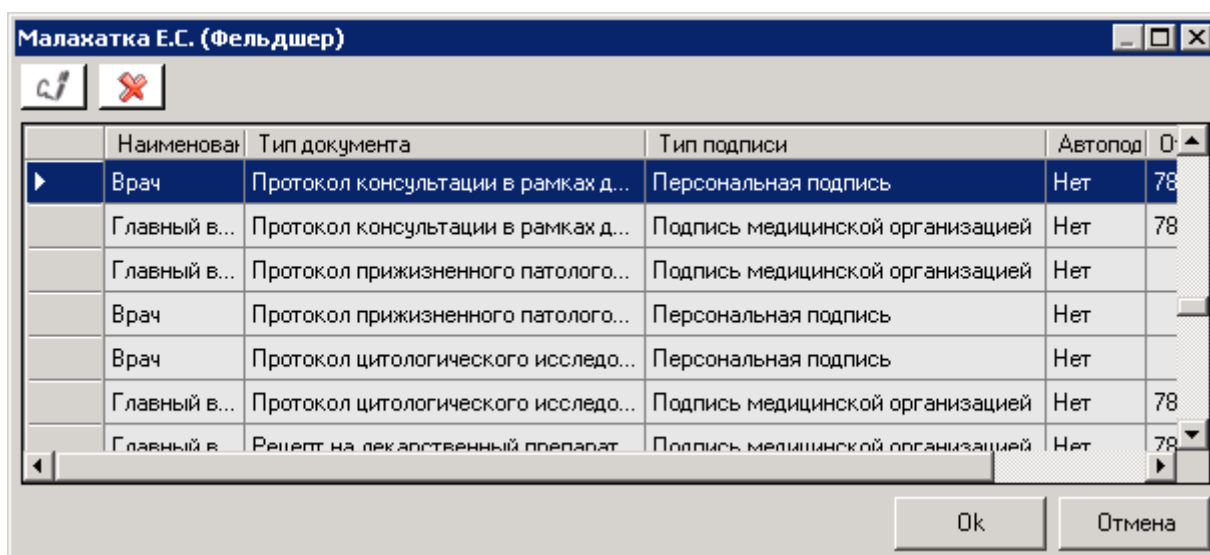 Малахатка Е.С. (Фельдшер)
Наименован Тип документа Тип подписи Автопод От
Врач Протокол консультации в рамках д... Персональная подпись Нет 78
Главный в... Протокол консультации в рамках д... Подпись медицинской организацией Нет 78
Главный в... Протокол прижизненного патолого... Подпись медицинской организацией Нет
Врач Протокол прижизненного патолого... Персональная подпись Нет
Врач Протокол цитологического исследо... Персональная подпись Нет
Главный в... Протокол цитологического исследо... Подпись медицинской организацией Нет 78
Главный в... Рецепт на лекарственный препарат Подпись медицинской организацией Нет 78
Ok Отмена